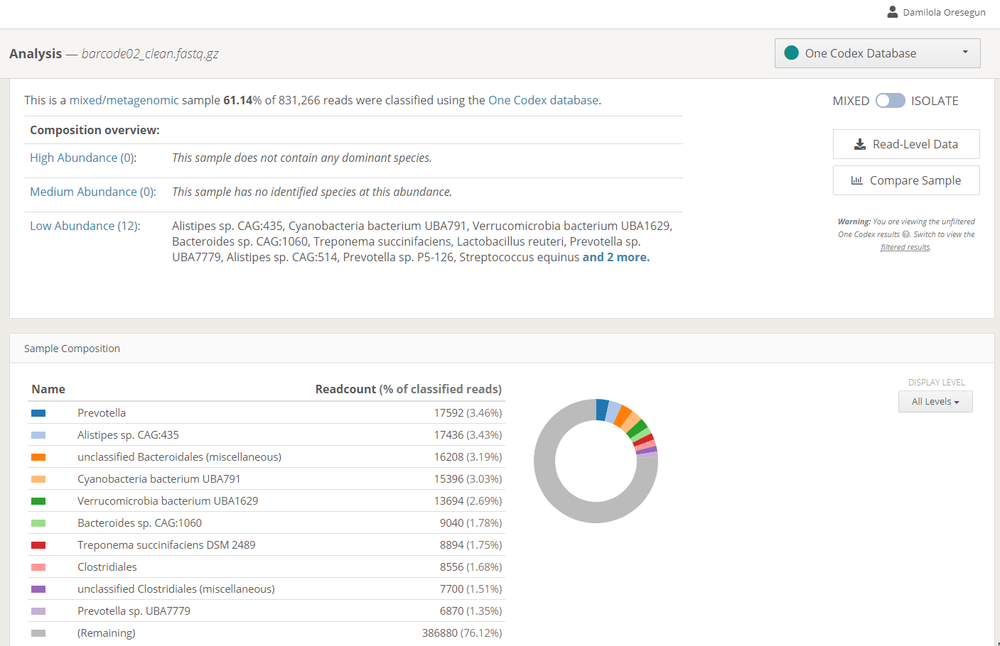 Damilola Oresegun
Analysis — barcode02_clean.fastq.gz
One Codex Database
This is a mixed/metagenomic sample 61.14% of 831,266 reads were classified using the One Codex database.
MIXED ISOLATE
Composition overview:
High Abundance (0): This sample does not contain any dominant species.
Medium Abundance (0): This sample has no identified species at this abundance.
Low Abundance (12): Alistipes sp. CAG:435, Cyanobacteria bacterium UBA791, Verrucomicrobia bacterium UBA1629,
Bacteroides sp. CAG:1060, Treponema succinifaciens, Lactobacillus reuteri, Prevotella sp.
UBA7779, Alistipes sp. CAG:514, Prevotella sp. P5-126, Streptococcus equinus and 2 more.
Read-Level Data
Compare Sample
Warning: You are viewing the unfiltered
One Codex results ?. Switch to view the
filtered results.
Sample Composition
Name Readcount (% of classified reads)
Prevotella 17592 (3.46%)
Alistipes sp. CAG:435 17436 (3.43%)
unclassified Bacteroidales (miscellaneous) 16208 (3.19%)
Cyanobacteria bacterium UBA791 15396 (3.03%)
Verrucomicrobia bacterium UBA1629 13694 (2.69%)
Bacteroides sp. CAG:1060 9040 (1.78%)
Treponema succinifaciens DSM 2489 8894 (1.75%)
Clostridiales 8556 (1.68%)
unclassified Clostridiales (miscellaneous) 7700 (1.51%)
Prevotella sp. UBA7779 6870 (1.35%)
(Remaining) 386880 (76.12%)
DISPLAY LEVEL
All Levels